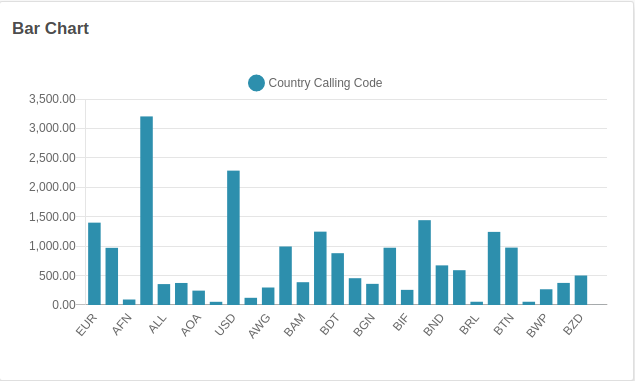 Bar Chart
Country Calling Code
3,500.00
3,000.00
2,500.00
2,000.00
1,500.00
1,000.00
500.00
0.00
EUR
AFN
ALL
AOA
USD
AWG
BAM
BDT
BGN
BIF
BND
BRL
BTN
BWP
BZD